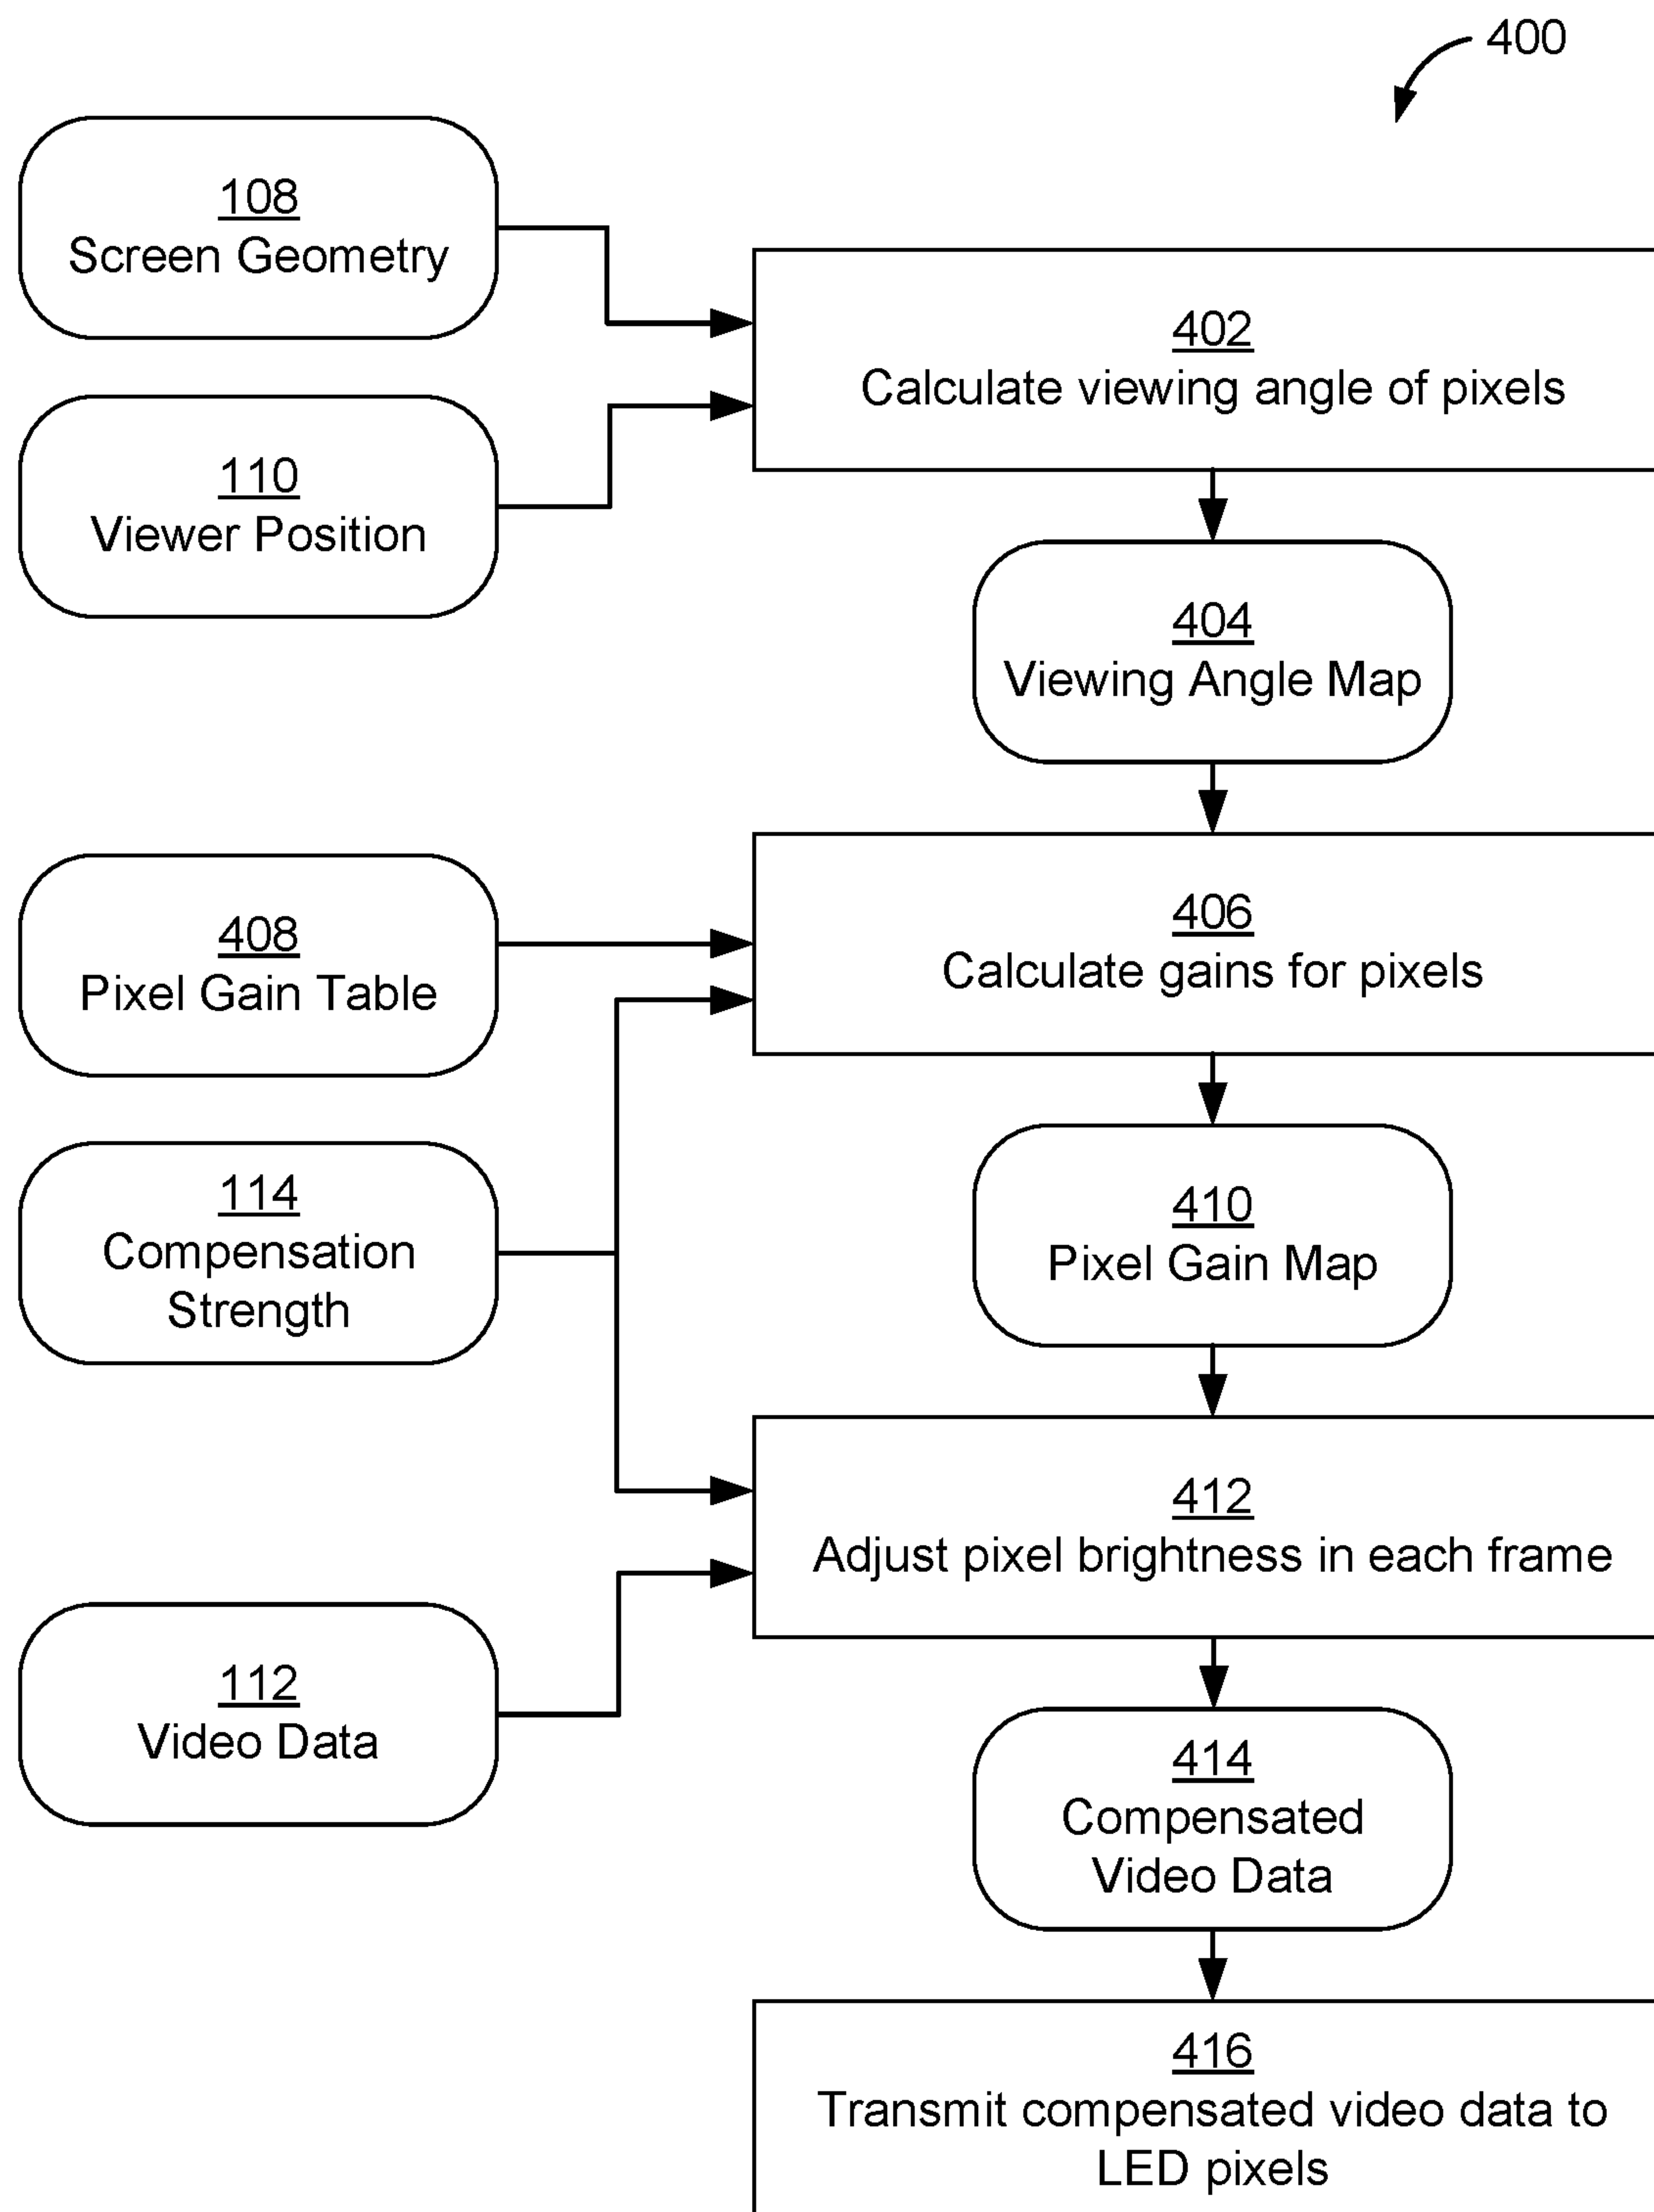 400
108
Screen Geometry
402
Calculate viewing angle of pixels
110
Viewer Position
404
Viewing Angle Map
408
Pixel Gain Table
406
Calculate gains for pixels
114
Compensation
Strength
410
Pixel Gain Map
412
Adjust pixel brightness in each frame
112
Video Data
414
Compensated
Video Data
416
Transmit compensated video data to
LED pixels